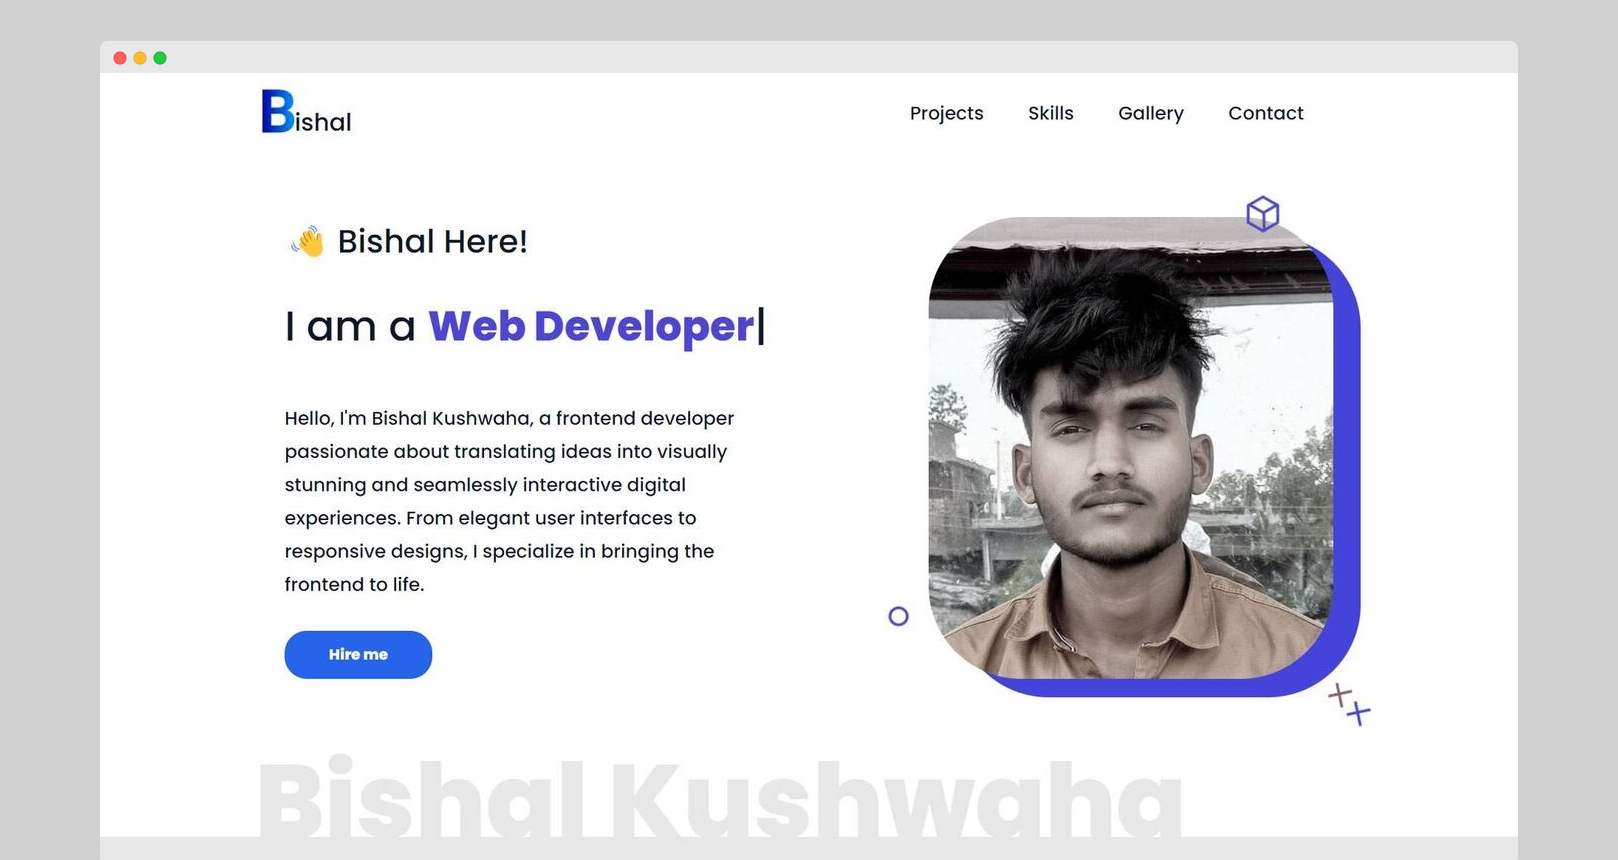 Bishal
Projects Skills Gallery Contact
👋 Bishal Here!
I am a Web Developer|
Hello, I'm Bishal Kushwaha, a frontend developer
passionate about translating ideas into visually
stunning and seamlessly interactive digital
experiences. From elegant user interfaces to
responsive designs, I specialize in bringing the
frontend to life.
Hire me
Bishal Kushwaha